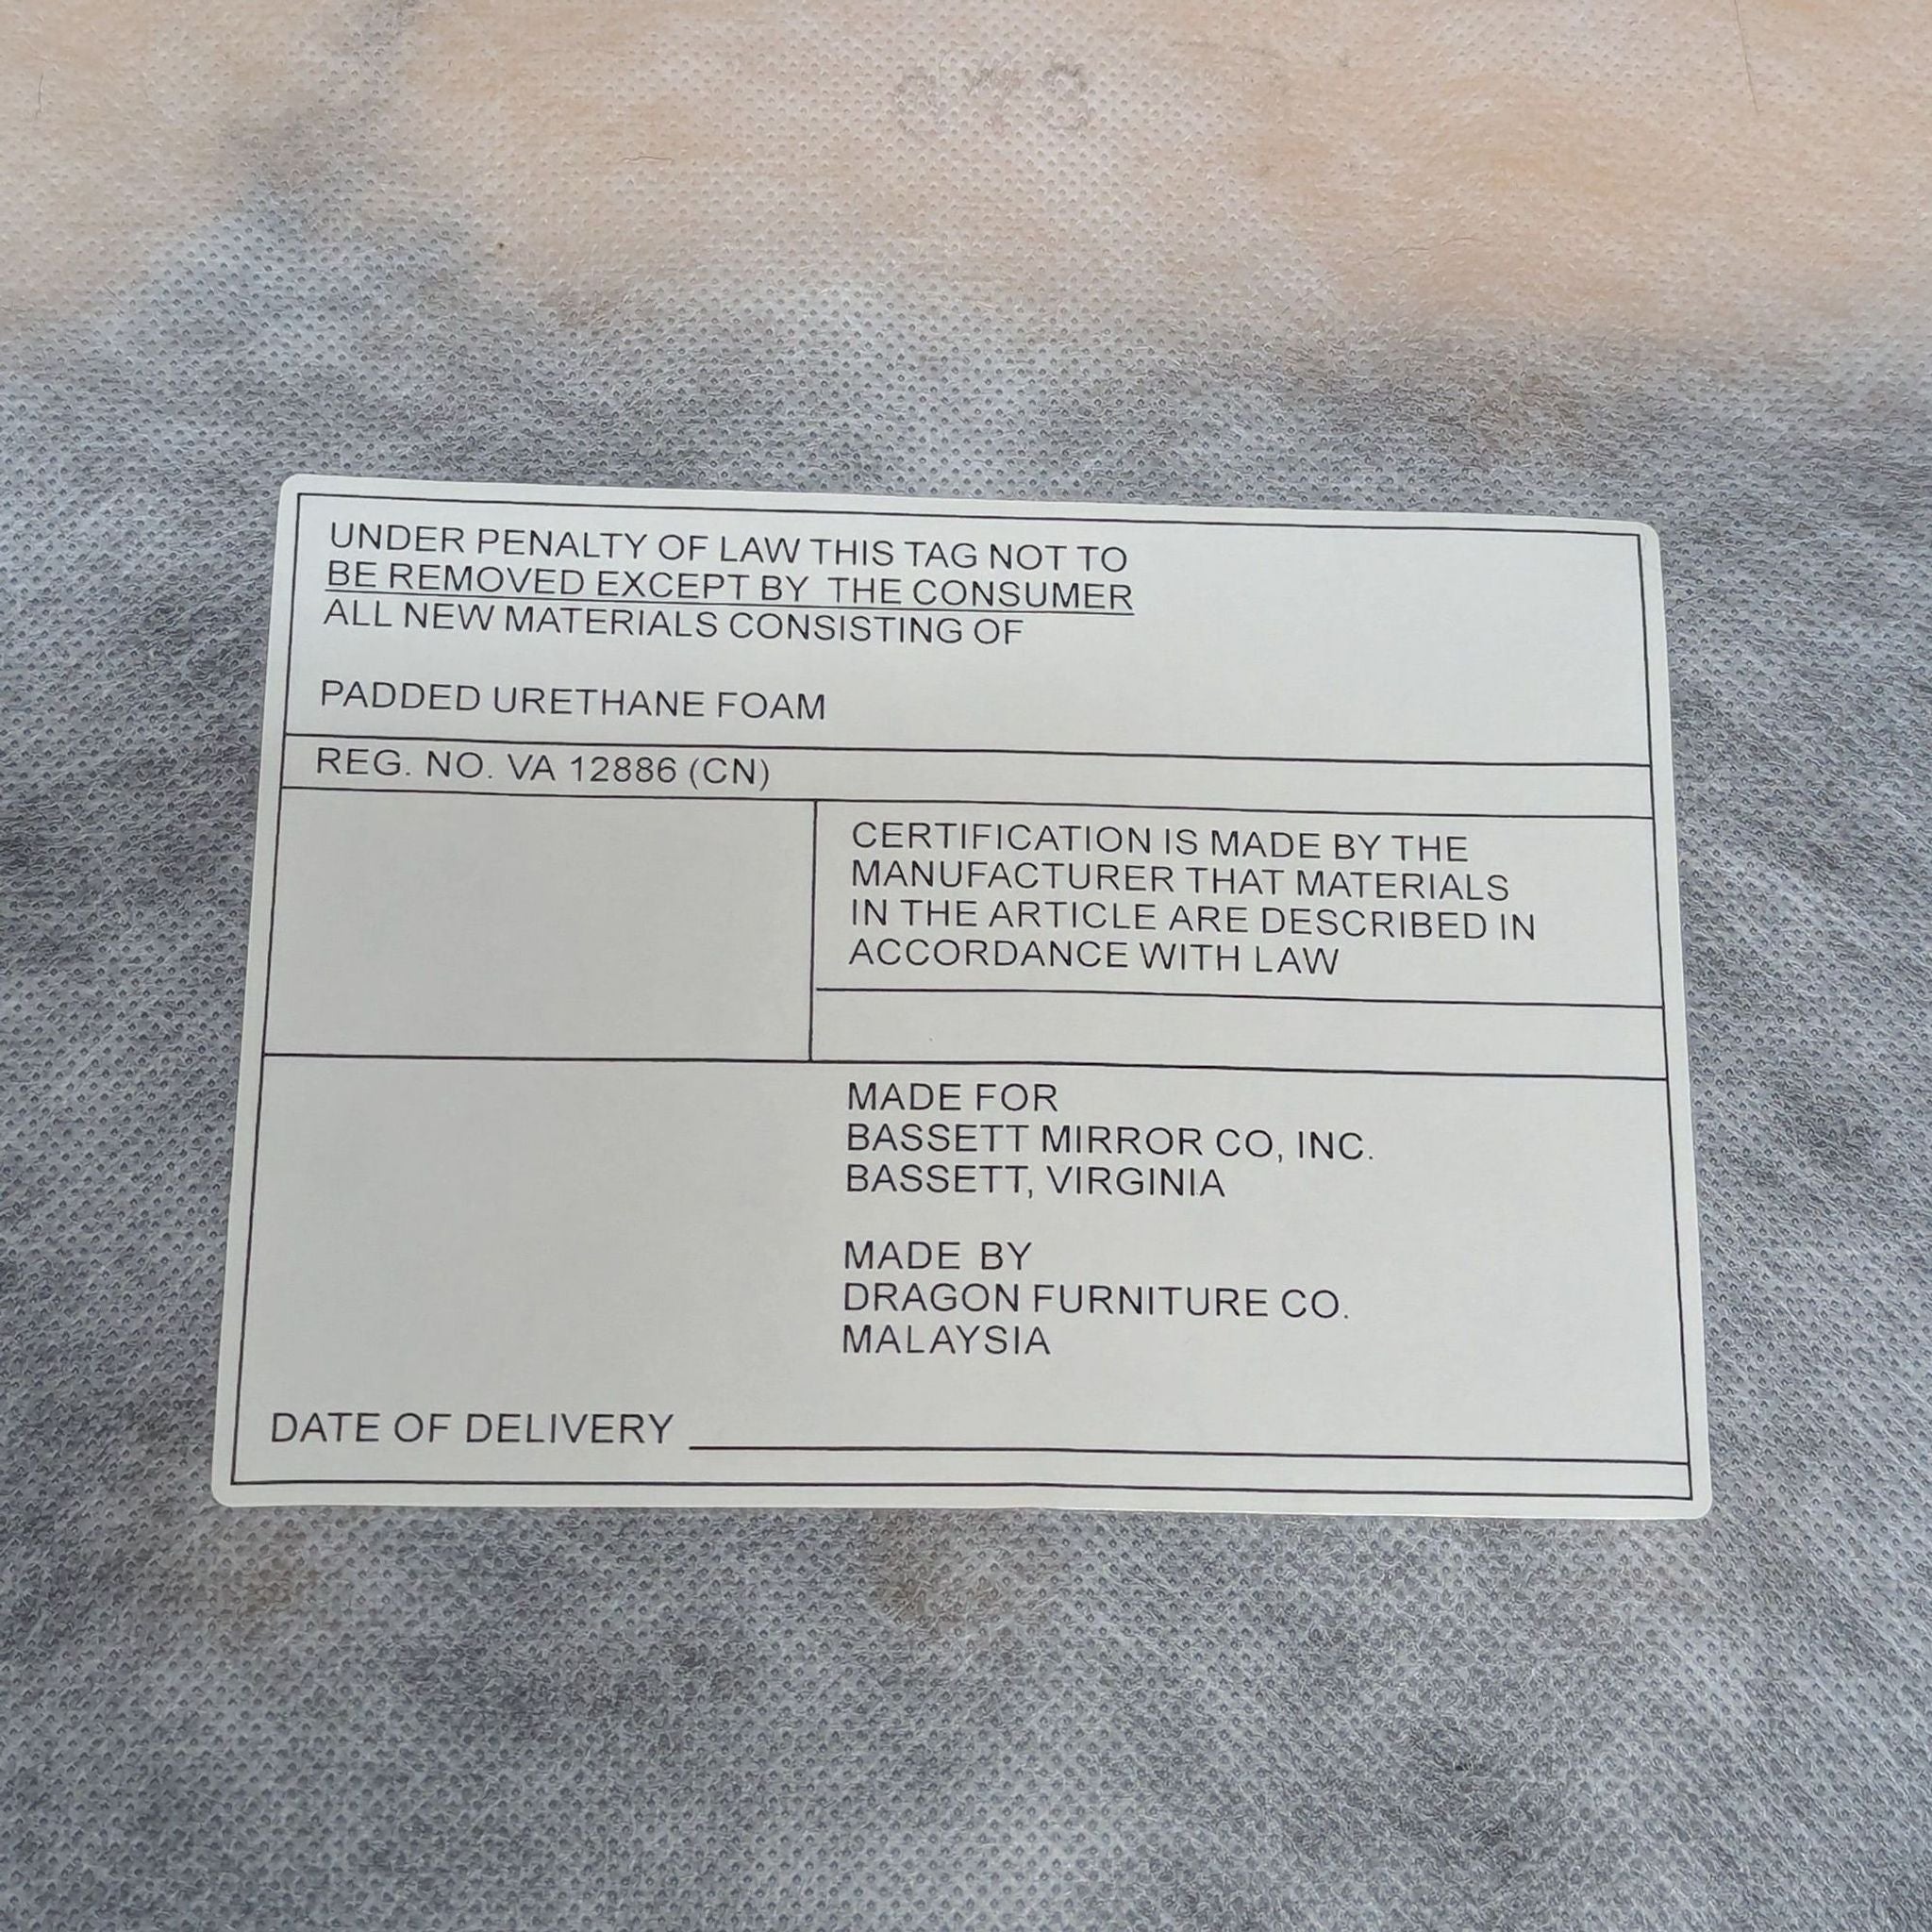 UNDER PENALTY OF LAW THIS TAG NOT TO
BE REMOVED EXCEPT BY THE CONSUMER
ALL NEW MATERIALS CONSISTING OF
PADDED URETHANE FOAM
REG. NO. VA 12886 (CN)
CERTIFICATION IS MADE BY THE
MANUFACTURER THAT MATERIALS
IN THE ARTICLE ARE DESCRIBED IN
ACCORDANCE WITH LAW
MADE FOR
BASSETT MIRROR CO, INC.
BASSETT, VIRGINIA
MADE BY
DRAGON FURNITURE CO.
MALAYSIA
DATE OF DELIVERY